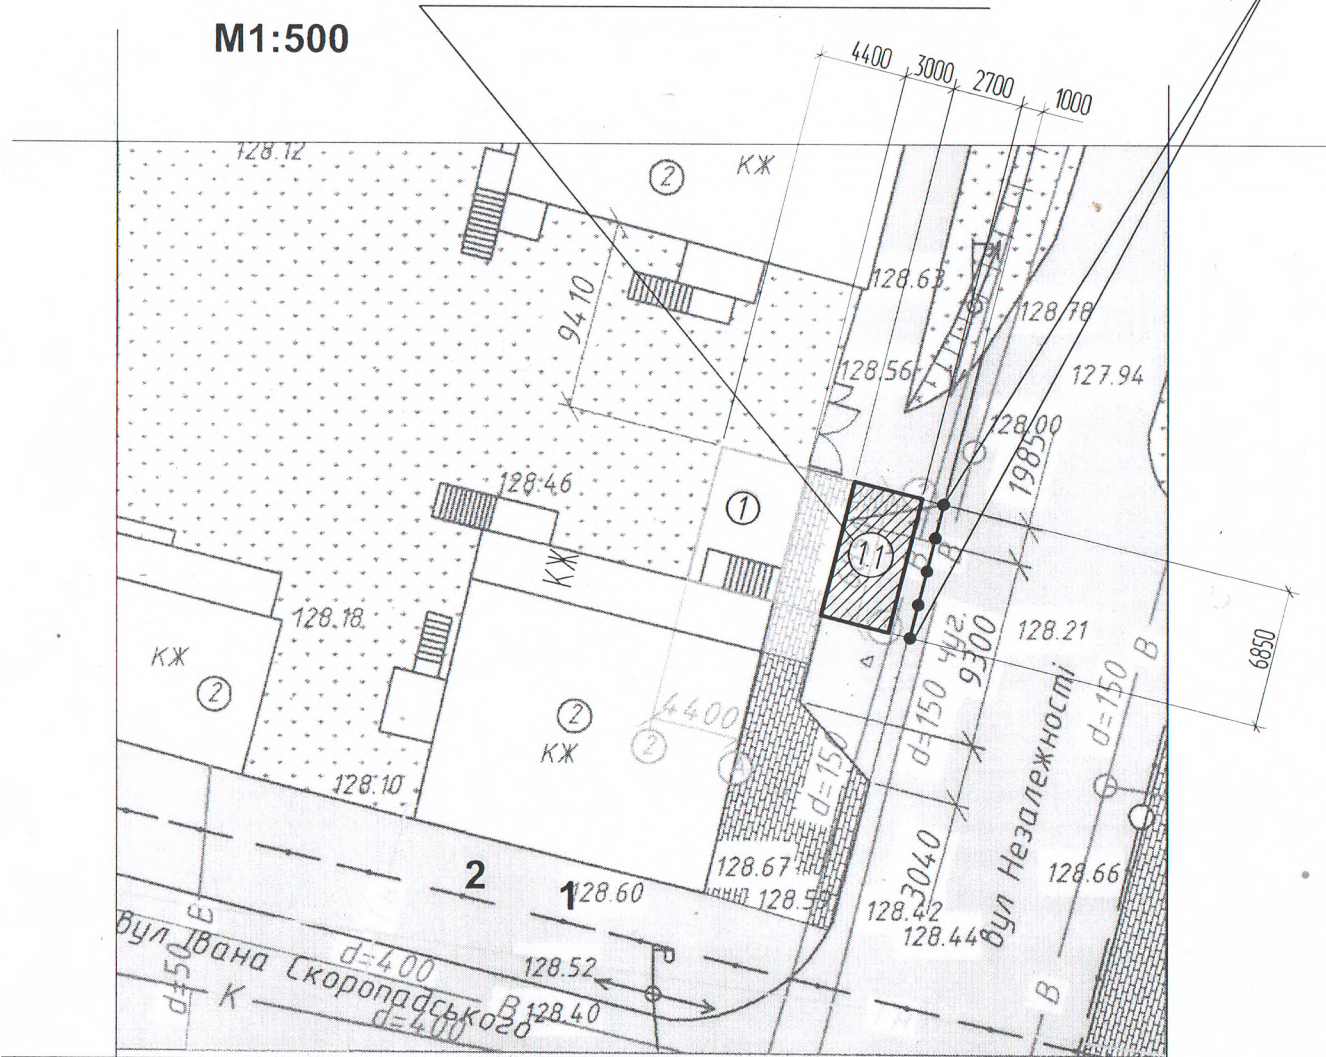 М1:500
4400
3000
2700
1000
128.12
2
КЖ
128.63
128.78
9410
128.56
127.94
128.00
1985
128.46
1
КЖ
1.1
В
128.18
КЖ
2
9300
чуг.
d=150
128.21
6850
В
d=150
2
КЖ
4400
2
А
d=150
вул Незалежності
128.10
3040
2
1
128.60
128.67
128.59
128.66
128.42
128.44
вул Івана Скоропадського
d=400
128.52
d=50
К
В
128.40
d=400
В